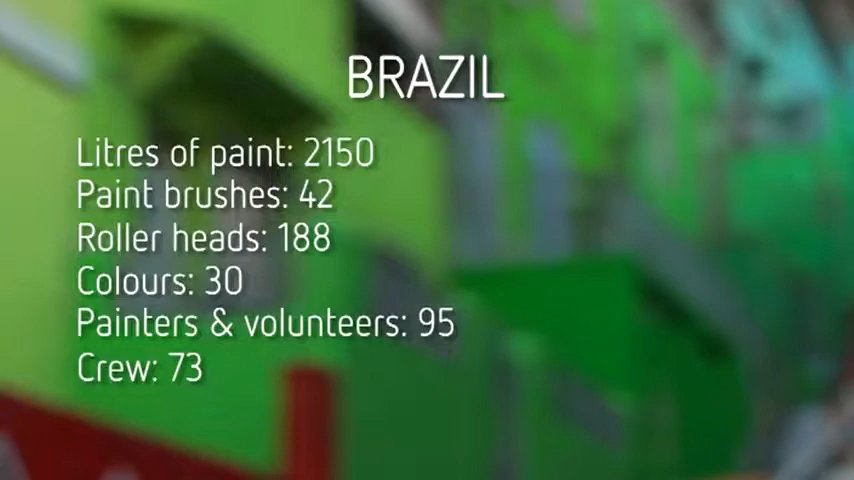 BRAZIL
Litres of paint: 2150
Paint brushes: 42
Roller heads: 188
Colours: 30
Painters & volunteers: 95
Crew: 73